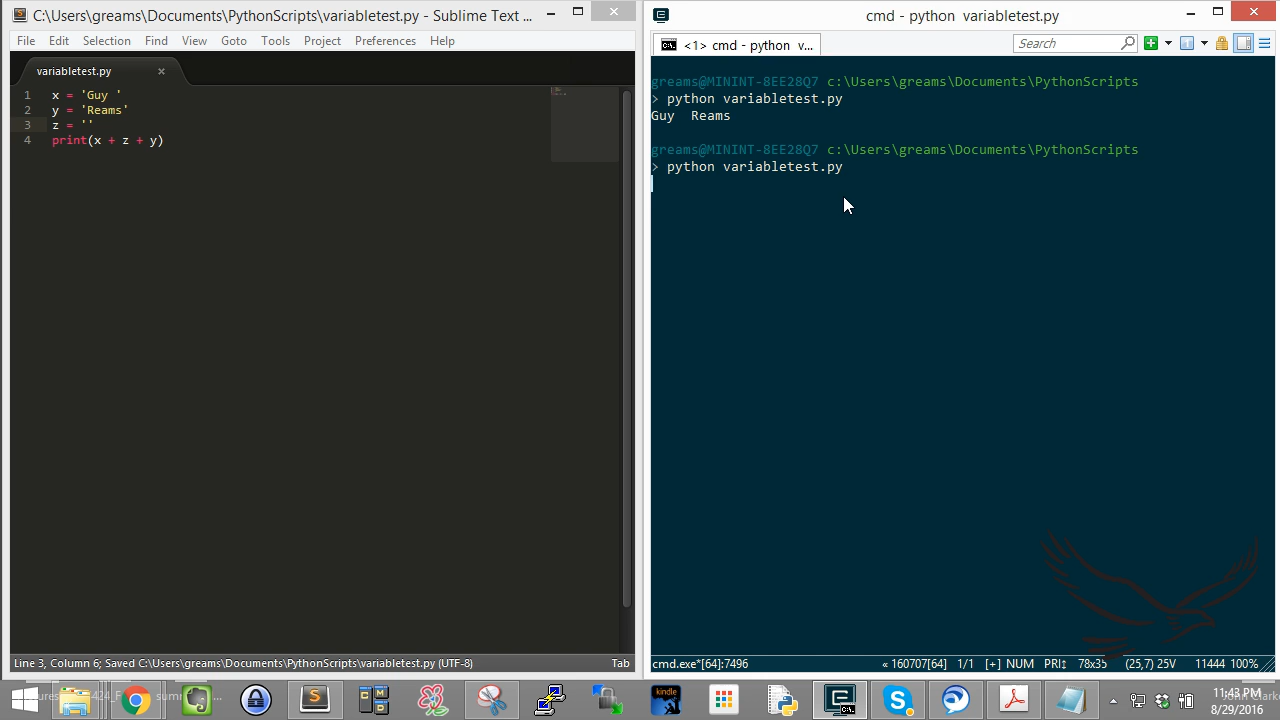 C:\Users\greams\Documents\PythonScripts\variabletest.py - Sublime Text ...
File Edit Selection Find View Goto Tools Project Preferences Help
variabletest.py ×
1 x = 'Guy '
2 y = 'Reams'
3 z = ''
4 print(x + z + y)
Line 3, Column 6; Saved C:\Users\greams\Documents\PythonScripts\variabletest.py (UTF-8) Tab
cmd - python variabletest.py
<1> cmd - python v...
Search
greams@MININT-8EE28Q7 c:\Users\greams\Documents\PythonScripts
> python variabletest.py
Guy  Reams
greams@MININT-8EE28Q7 c:\Users\greams\Documents\PythonScripts
> python variabletest.py
cmd.exe*[64]:7496 « 160707[64] 1/1 [+] NUM PRI‡ 78x35 (25,7) 25V 11444 100%
kindle
11:43 PM
8/29/2016